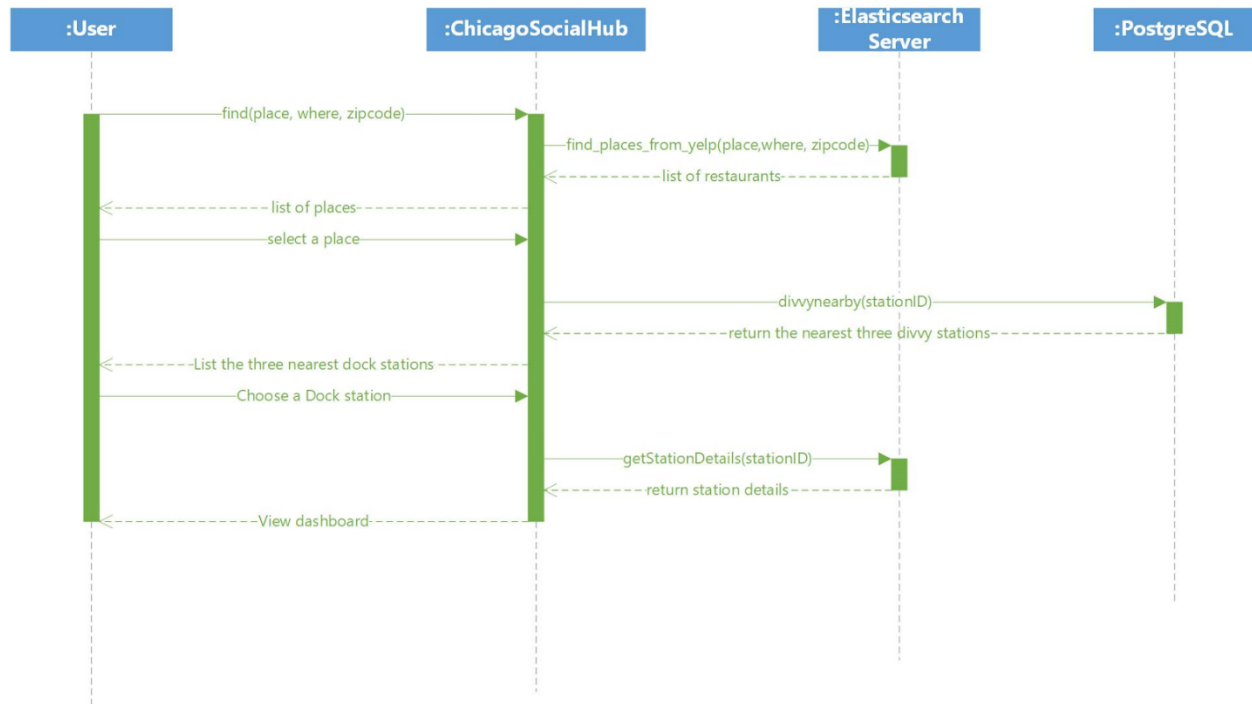 :User
:ChicagoSocialHub
:Elasticsearch
Server
:PostgreSQL
find(place, where, zipcode)
find_places_from_yelp(place,where, zipcode)
list of restaurants
list of places
select a place
divvynearby(stationID)
return the nearest three divvy stations
List the three nearest dock stations
Choose a Dock station
getStationDetails(stationID)
return station details
View dashboard